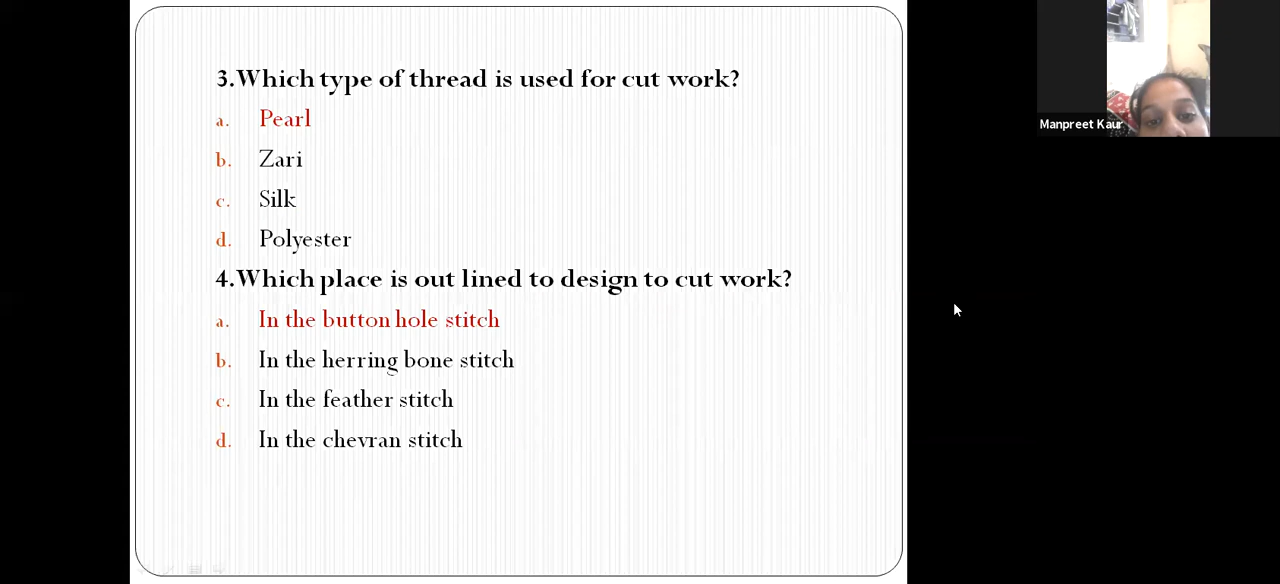 3.Which type of thread is used for cut work?
a. Pearl
b. Zari
c. Silk
d. Polyester
4.Which place is out lined to design to cut work?
a. In the button hole stitch
b. In the herring bone stitch
c. In the feather stitch
d. In the chevran stitch
Manpreet Kaur